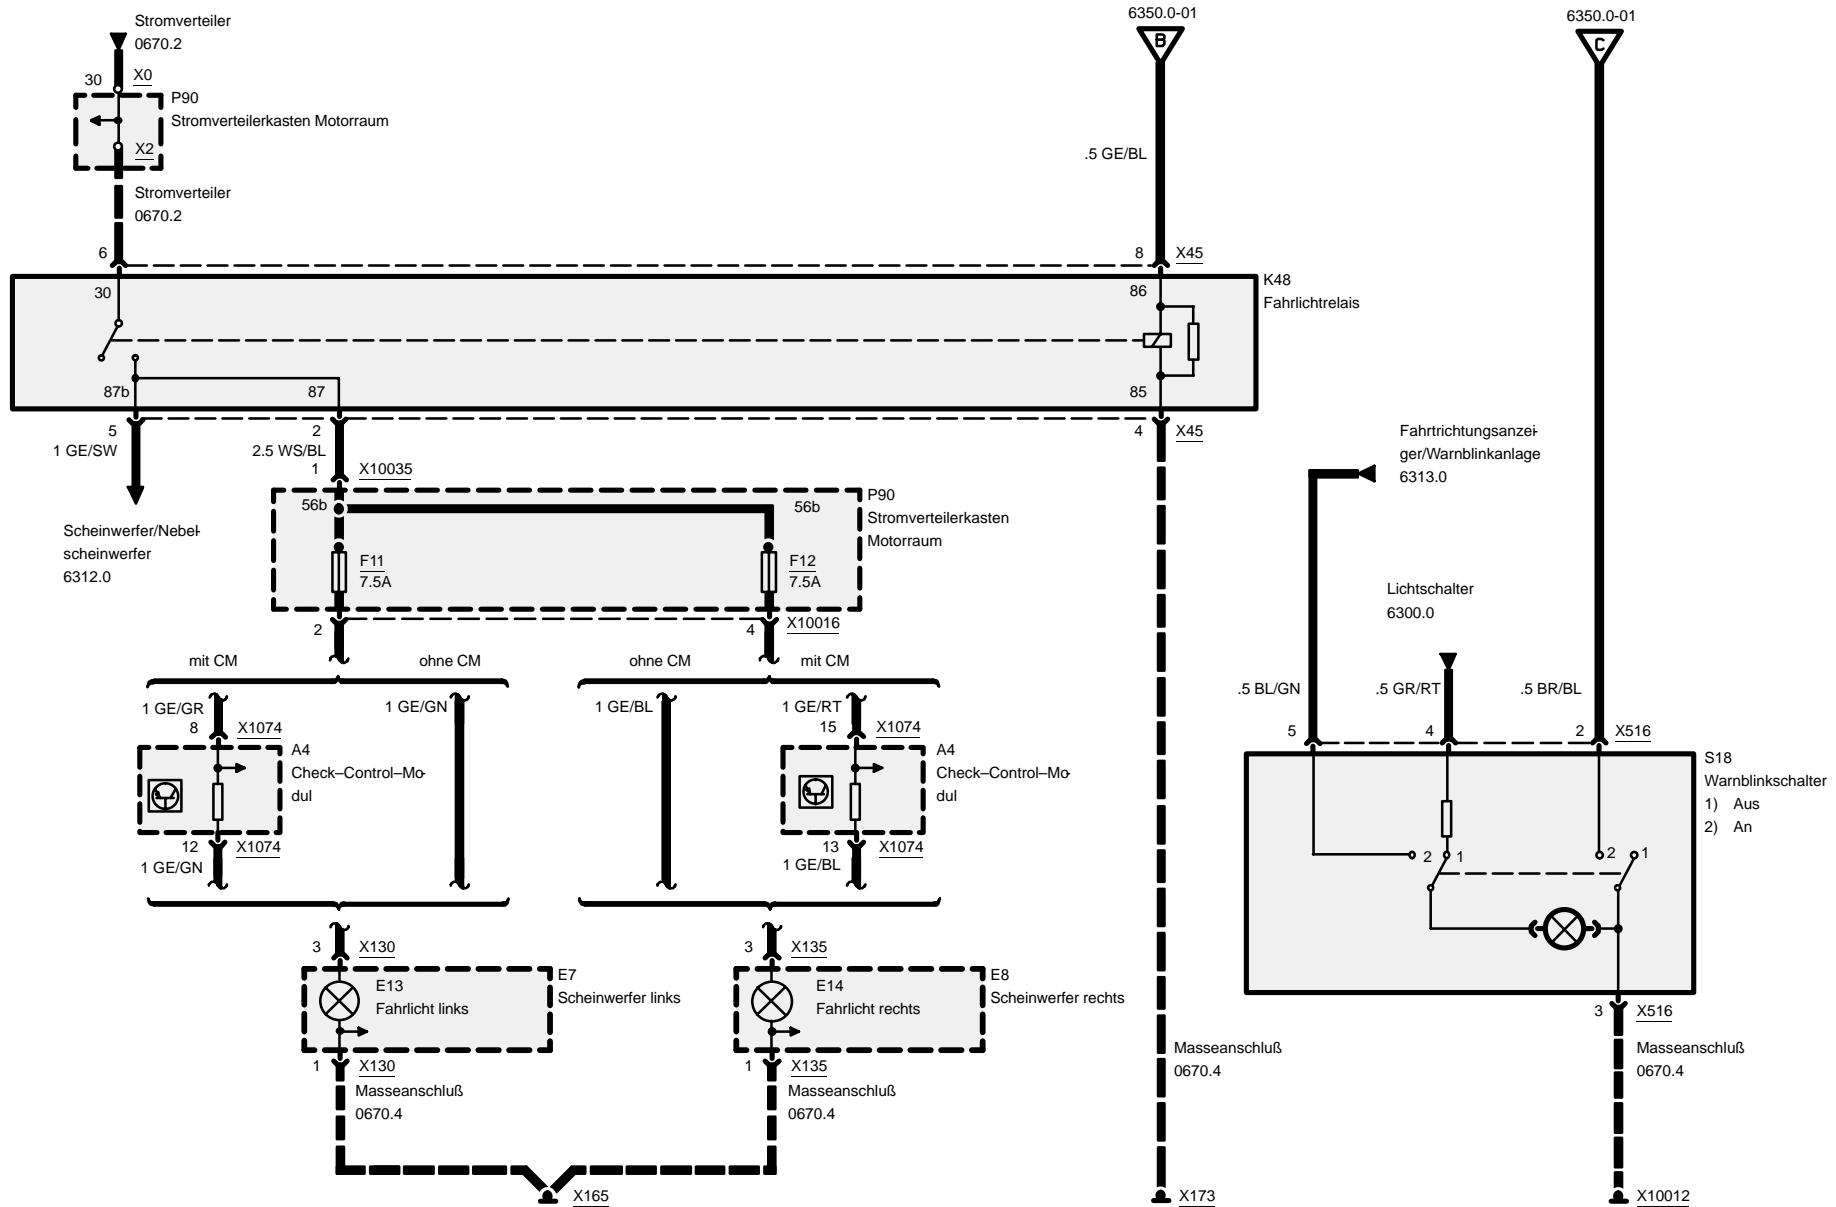 Stromverteiler
0670.2
6350.0-01
B
6350.0-01
C
30
X0
P90
Stromverteilerkasten Motorraum
X2
.5 GE/BL
Stromverteiler
0670.2
6
8
X45
30
86
K48
Fahrlichtrelais
87b
87
85
5
1 GE/SW
2
2.5 WS/BL
4
X45
Scheinwerfer/Nebel-
scheinwerfer
6312.0
1
X10035
56b
56b
P90
Stromverteilerkasten
Motorraum
F11
7.5A
F12
7.5A
2
4
X10016
Fahrtrichtungsanzei-
ger/Warnblinkanlage
6313.0
Lichtschalter
6300.0
mit CM
ohne CM
ohne CM
mit CM
1 GE/GR
8
X1074
1 GE/GN
1 GE/BL
1 GE/RT
15
X1074
A4
Check–Control–Mo-
dul
A4
Check–Control–Mo-
dul
12
X1074
1 GE/GN
13
X1074
1 GE/BL
.5 BL/GN
.5 GR/RT
.5 BR/BL
5
4
2
X516
S18
Warnblinkschalter
1) Aus
2) An
2
1
2
1
3
X130
3
X135
E13
Fahrlicht links
E7
Scheinwerfer links
E14
Fahrlicht rechts
E8
Scheinwerfer rechts
3
X516
1
X130
1
X135
Masseanschluß
0670.4
Masseanschluß
0670.4
Masseanschluß
0670.4
Masseanschluß
0670.4
X165
X173
X10012